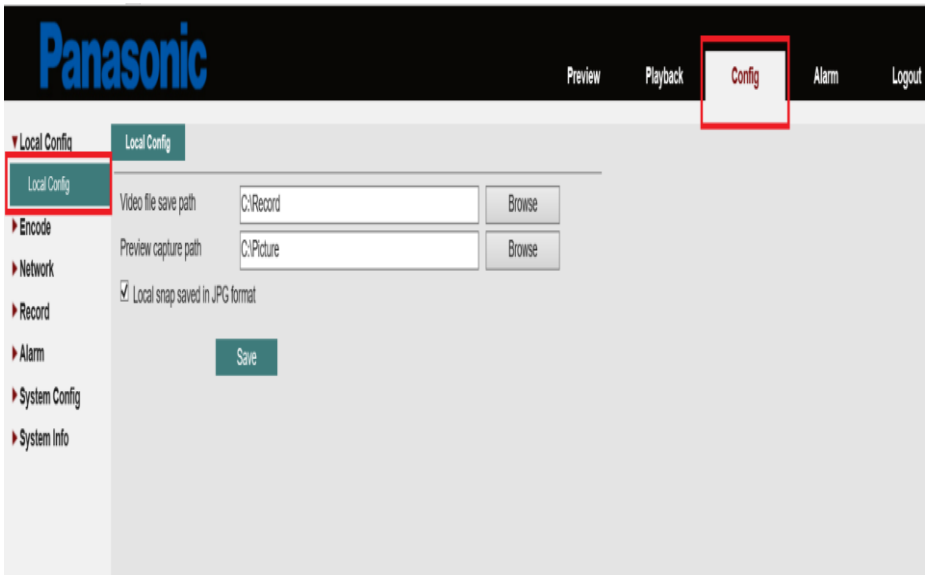 Panasonic
Preview Playback Config Alarm Logout
Local Config
Local Config
Encode
Network
Record
Alarm
System Config
System Info
Local Config
Video file save path C:\Record Browse
Preview capture path C:\Picture Browse
Local snap saved in JPG format
Save